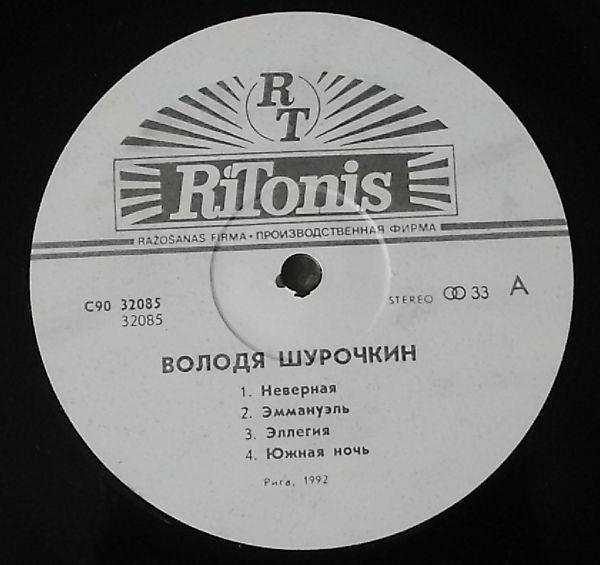 RT
RiTonis
RAŽOŠANAS FIRMA • ПРОИЗВОДСТВЕННАЯ ФИРМА
С90 32085
32085
STEREO 33 A
ВОЛОДЯ ШУРОЧКИН
1. Неверная
2. Эммануэль
3. Эллегия
4. Южная ночь
Рига, 1992